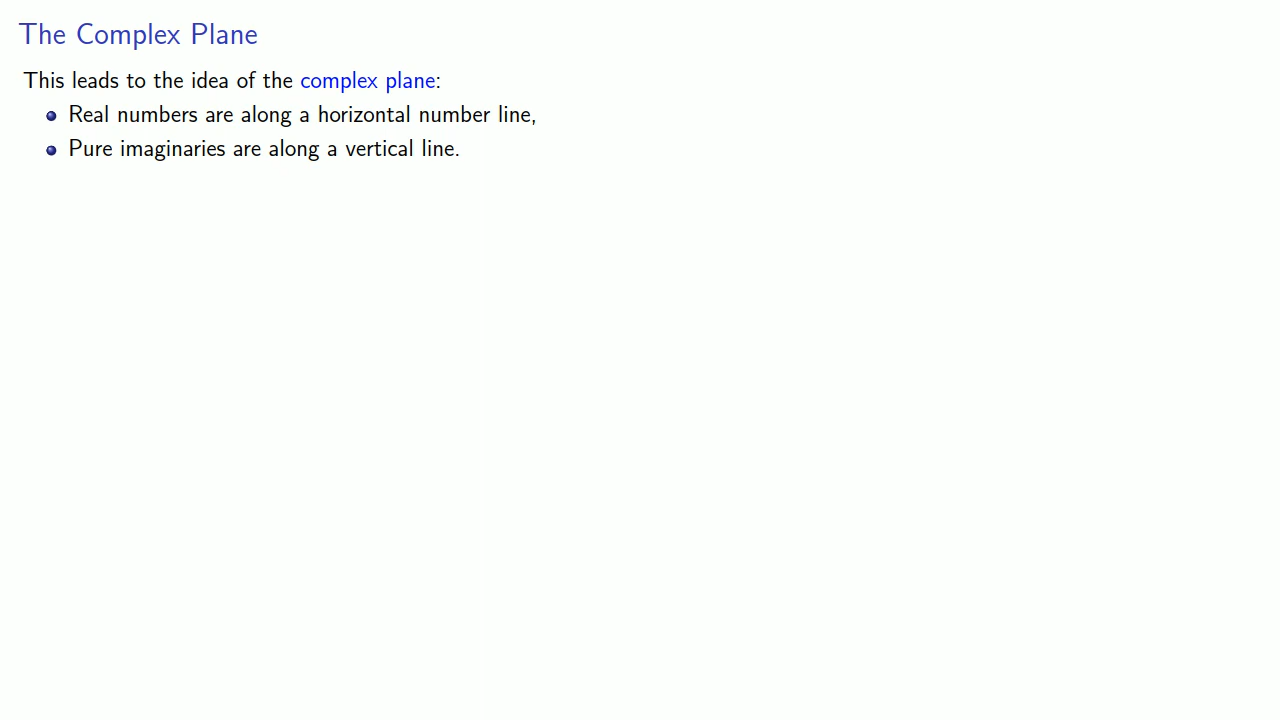 The Complex Plane
This leads to the idea of the complex plane:
Real numbers are along a horizontal number line,
Pure imaginaries are along a vertical line.